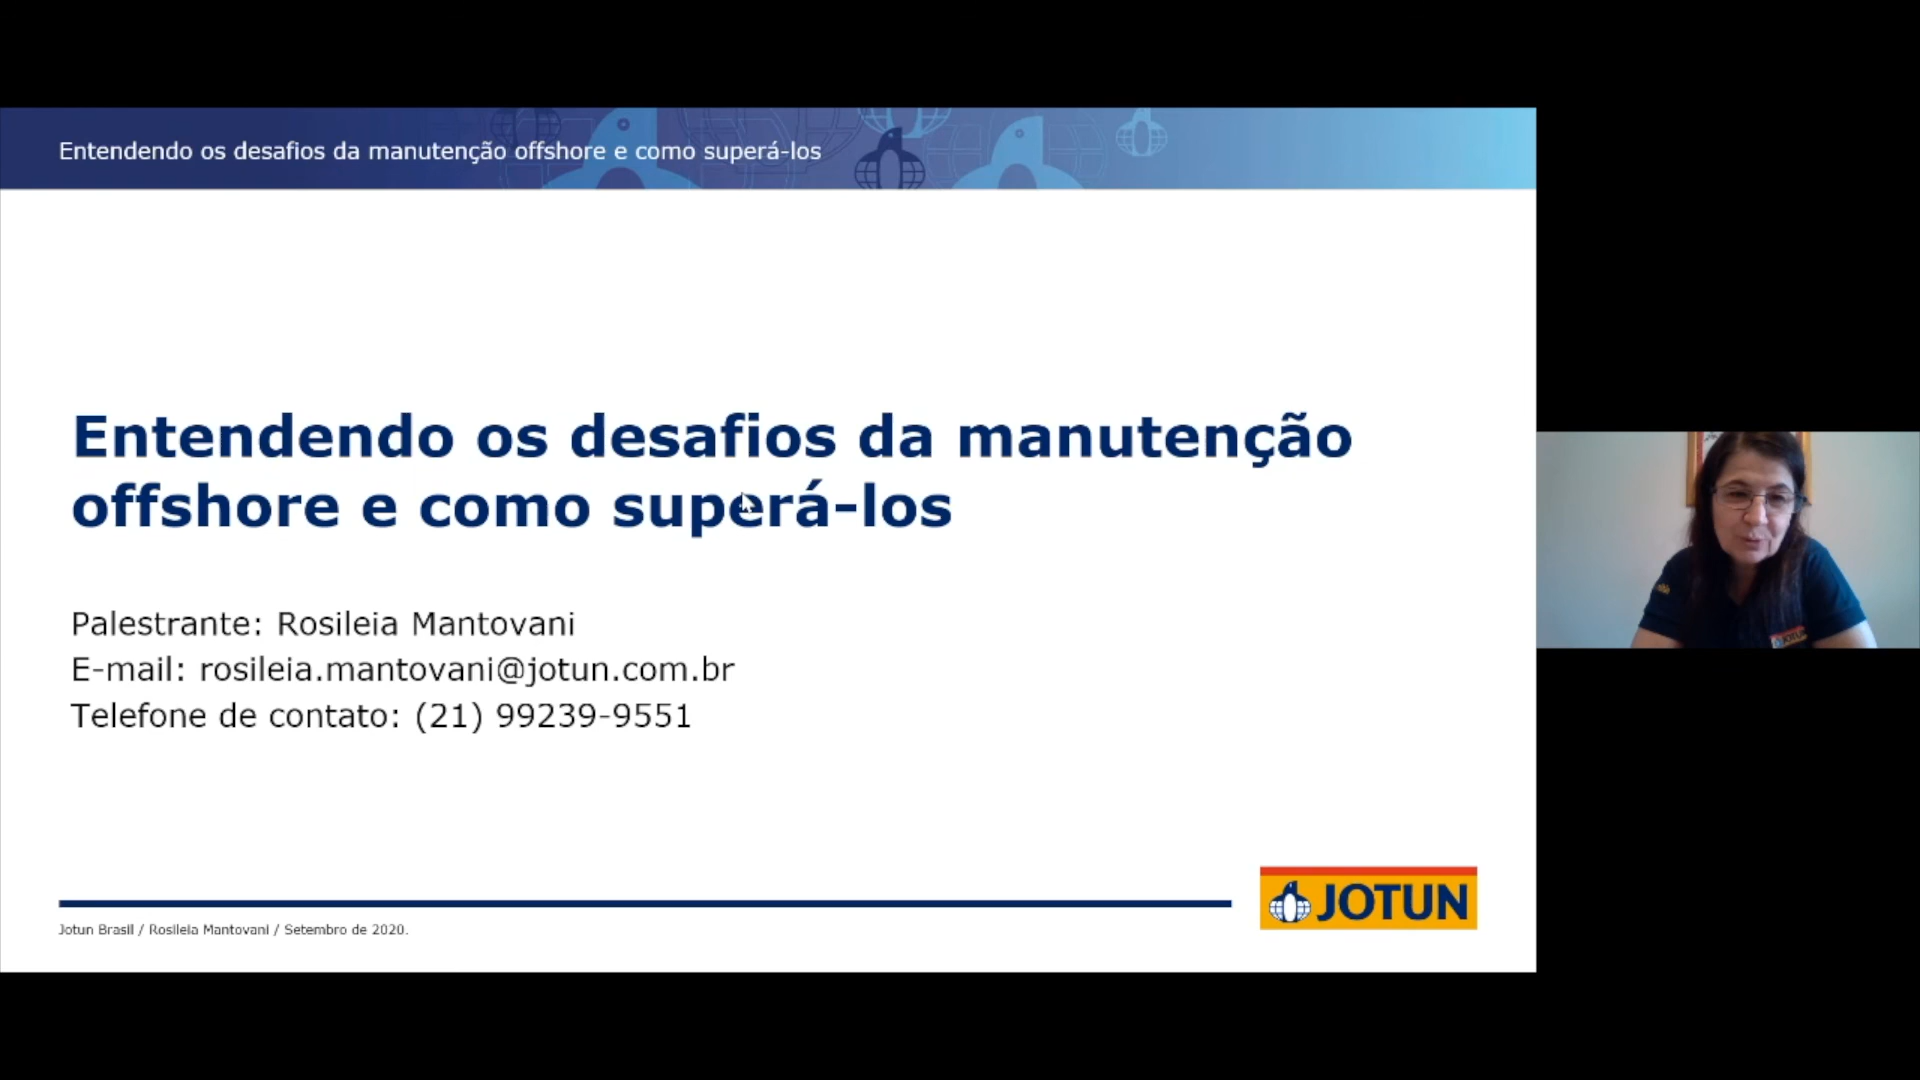 Entendendo os desafios da manutenção offshore e como superá-los
Entendendo os desafios da manutenção
offshore e como superá-los
Palestrante: Rosileia Mantovani
E-mail: rosileia.mantovani@jotun.com.br
Telefone de contato: (21) 99239-9551
JOTUN
Jotun Brasil / Rosileia Mantovani / Setembro de 2020.
JOTUN